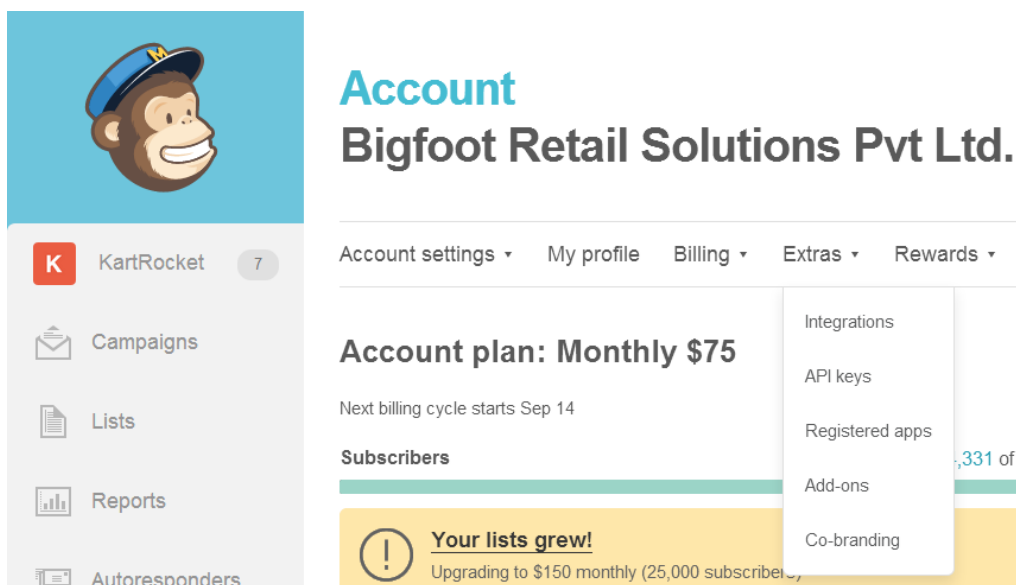 Account
Bigfoot Retail Solutions Pvt Ltd.
K KartRocket 7
Campaigns
Lists
Reports
Autoresponders
Account settings My profile Billing Extras Rewards
Integrations
API keys
Registered apps
Add-ons
Co-branding
Account plan: Monthly $75
Next billing cycle starts Sep 14
Subscribers
,331 of
Your lists grew!
Upgrading to $150 monthly (25,000 subscribers)